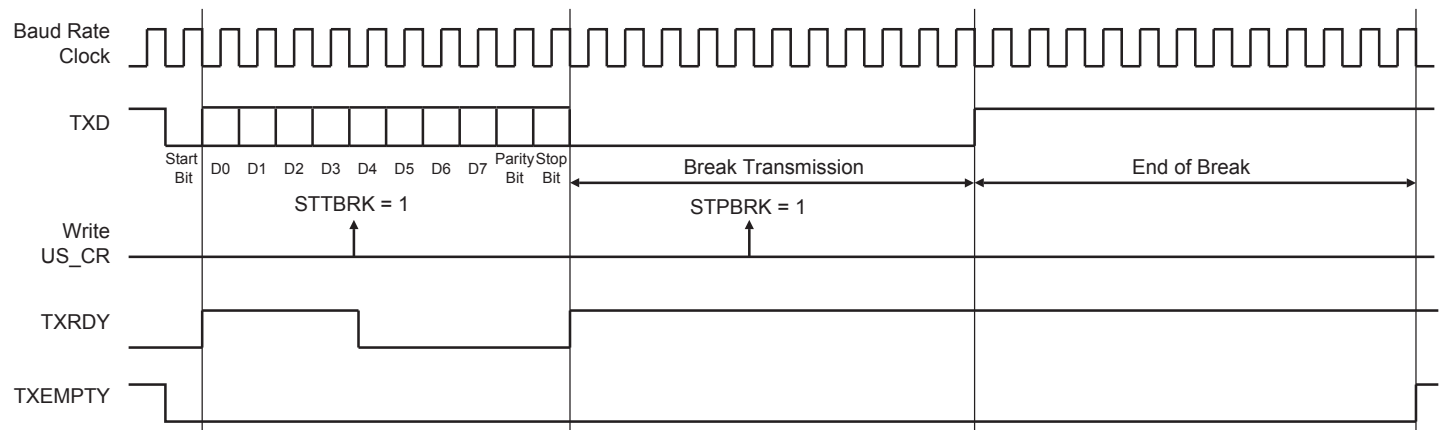 Baud Rate
Clock
TXD
Start
Bit
D0 D1 D2 D3 D4 D5 D6 D7
Parity
Bit
Stop
Bit
Break Transmission
End of Break
STTBRK = 1
STPBRK = 1
Write
US_CR
TXRDY
TXEMPTY